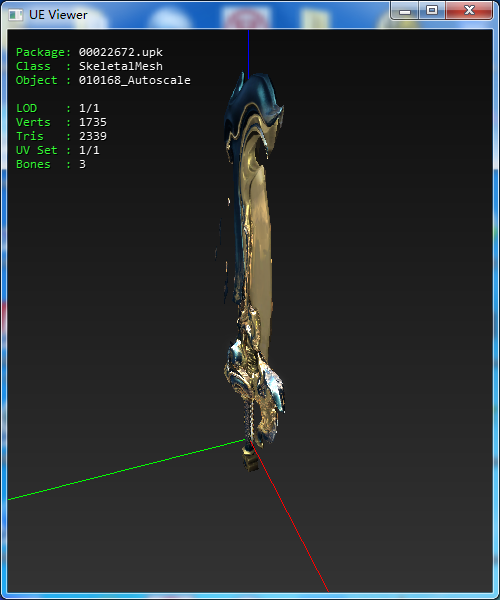 UE Viewer
Package: 00022672.upk
Class : SkeletalMesh
Object : 010168_Autoscale
LOD : 1/1
Verts : 1735
Tris : 2339
UV Set : 1/1
Bones : 3